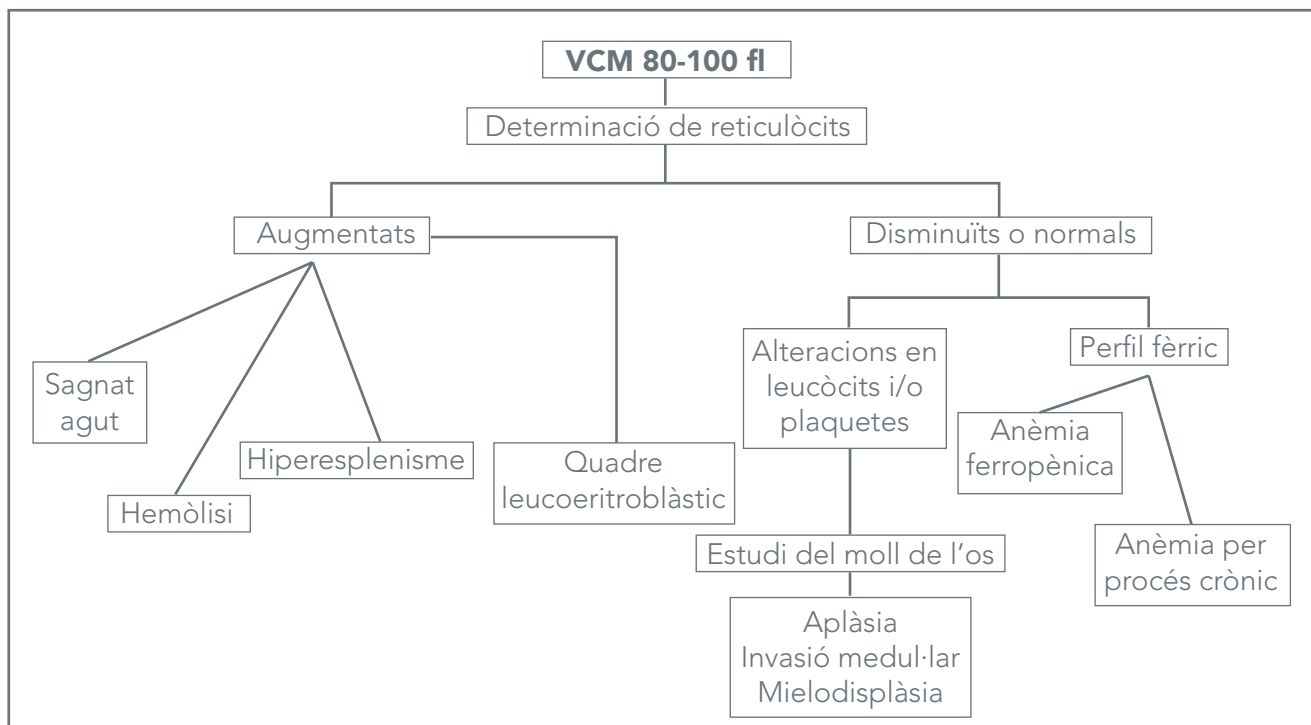 VCM 80-100 fl
Determinació de reticulòcits
Augmentats
Disminuïts o normals
Sagnat
agut
Hemòlisi
Hiperesplenisme
Quadre
leucoeritroblàstic
Alteracions en
leucòcits i/o
plaquetes
Estudi del moll de l'os
Aplàsia
Invasió medul·lar
Mielodisplàsia
Perfil fèrric
Anèmia
ferropènica
Anèmia per
procés crònic